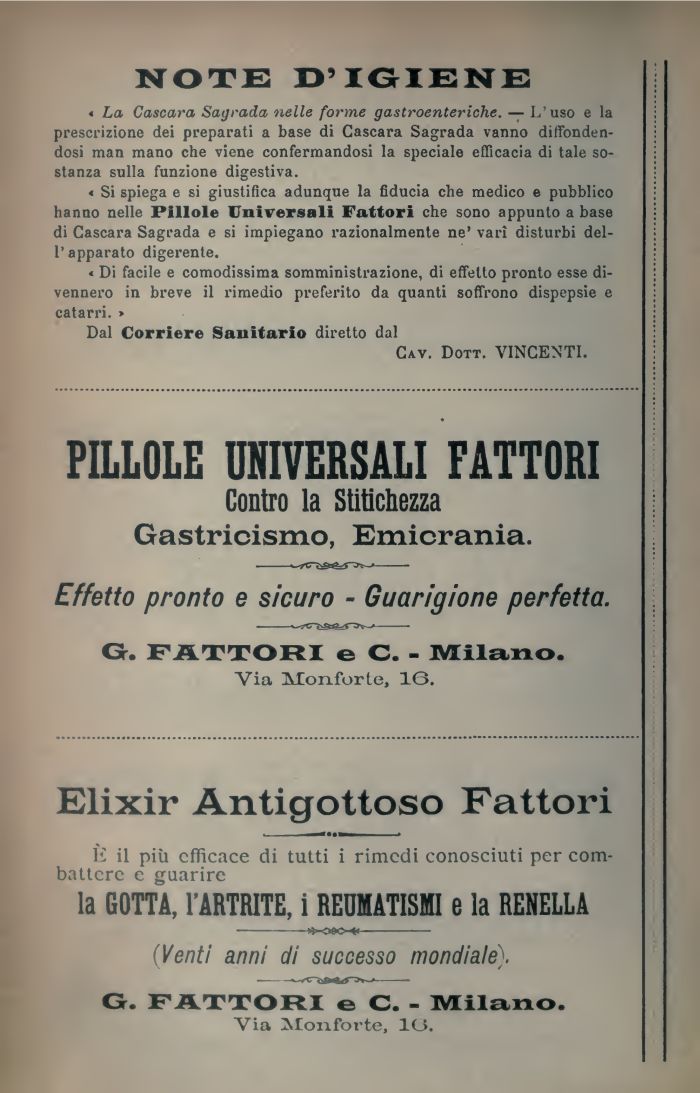 NOTE D'IGIENE
« La Cascara Sagrada nelle forme gastroenteriche. — L'uso e la
prescrizione dei preparati a base di Cascara Sagrada vanno diffonden-
dosi man mano che viene confermandosi la speciale efficacia di tale so-
stanza sulla funzione digestiva.
« Si spiega e si giustifica adunque la fiducia che medico e pubblico
hanno nelle Pillole Universali Fattori che sono appunto a base
di Cascara Sagrada e si impiegano razionalmente ne' vari disturbi del-
l'apparato digerente.
« Di facile e comodissima somministrazione, di effetto pronto esse di-
vennero in breve il rimedio preferito da quanti soffrono dispepsie e
catarri. »
Dal Corriere Sanitario diretto dal
CAV. DOTT. VINCENTI.
PILLOLE UNIVERSALI FATTORI
Contro la Stitichezza
Gastricismo, Emicrania.
Effetto pronto e sicuro - Guarigione perfetta.
G. FATTORI e C. - Milano.
Via Monforte, 16.
Elixir Antigottoso Fattori
È il più efficace di tutti i rimedi conosciuti per com-
battere e guarire
la GOTTA, l'ARTRITE, i REUMATISMI e la RENELLA
(Venti anni di successo mondiale).
G. FATTORI e C. - Milano.
Via Monforte, 16.